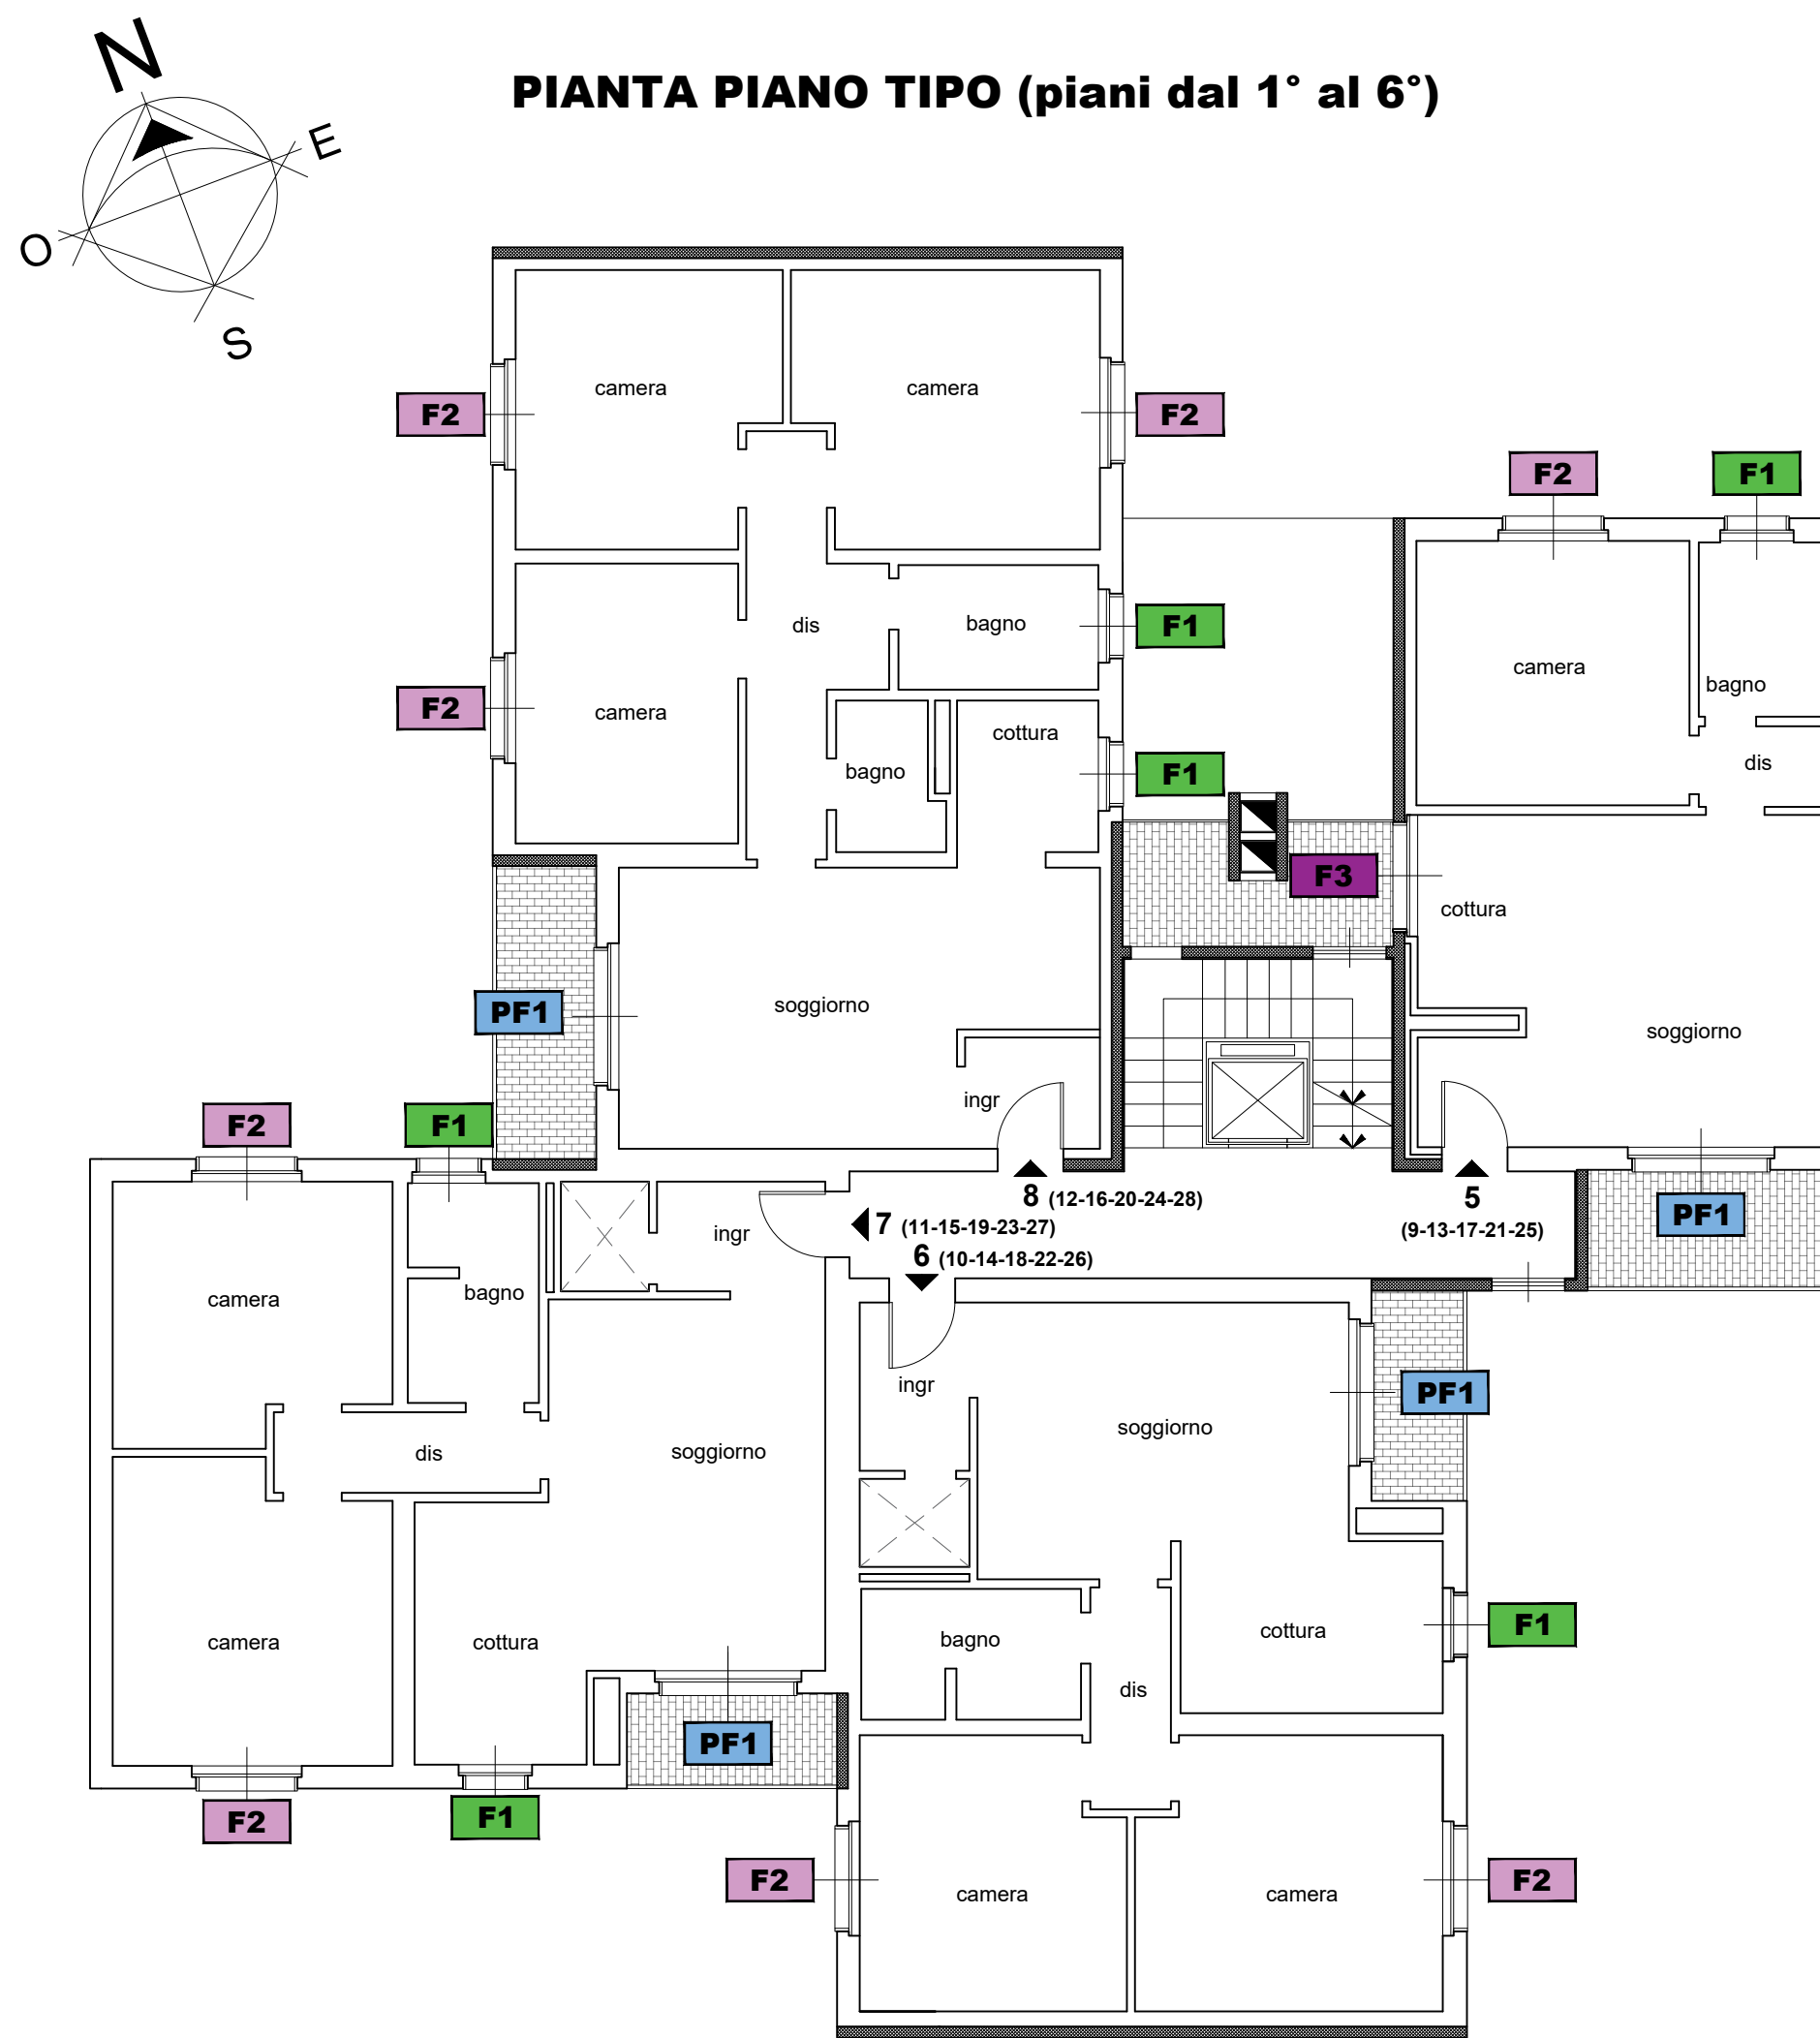 N
PIANTA PIANO TIPO (piani dal 1° al 6°)
E
O
S
camera
camera
F2
F2
F2
F1
dis
bagno
F1
camera
bagno
F2
camera
cottura
bagno
F1
dis
F3
cottura
PF1
soggiorno
soggiorno
ingr
F2
F1
8 (12-16-20-24-28)
5
(9-13-17-21-25)
PF1
7 (11-15-19-23-27)
ingr
6 (10-14-18-22-26)
camera
bagno
ingr
PF1
soggiorno
dis
soggiorno
F1
camera
cottura
bagno
cottura
dis
PF1
F2
F1
F2
camera
camera
F2